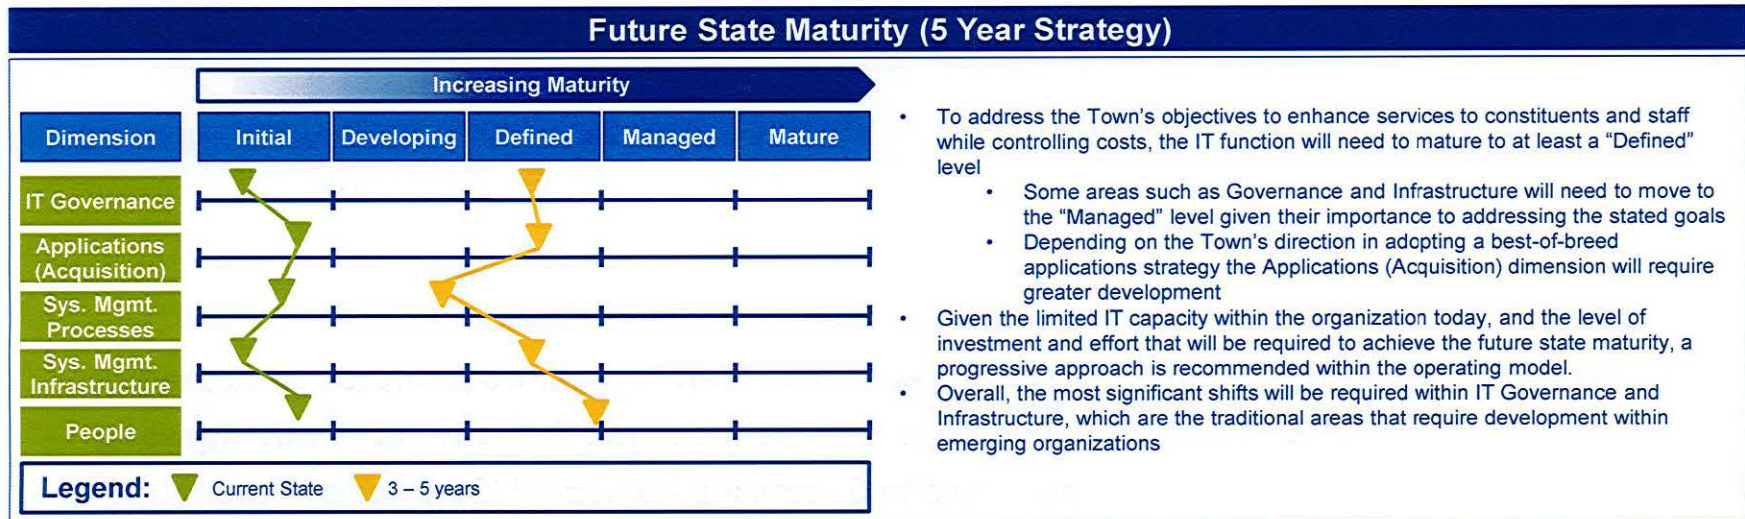 Future State Maturity (5 Year Strategy)
Increasing Maturity
Dimension
Initial
Developing
Defined
Managed
Mature
IT Governance
Applications
(Acquisition)
Sys. Mgmt.
Processes
Sys. Mgmt.
Infrastructure
People
Legend:
Current State
3 – 5 years
• To address the Town's objectives to enhance services to constituents and staff
while controlling costs, the IT function will need to mature to at least a “Defined”
level
• Some areas such as Governance and Infrastructure will need to move to
the “Managed” level given their importance to addressing the stated goals
• Depending on the Town's direction in adopting a best-of-breed
applications strategy the Applications (Acquisition) dimension will require
greater development
• Given the limited IT capacity within the organization today, and the level of
investment and effort that will be required to achieve the future state maturity, a
progressive approach is recommended within the operating model.
• Overall, the most significant shifts will be required within IT Governance and
Infrastructure, which are the traditional areas that require development within
emerging organizations